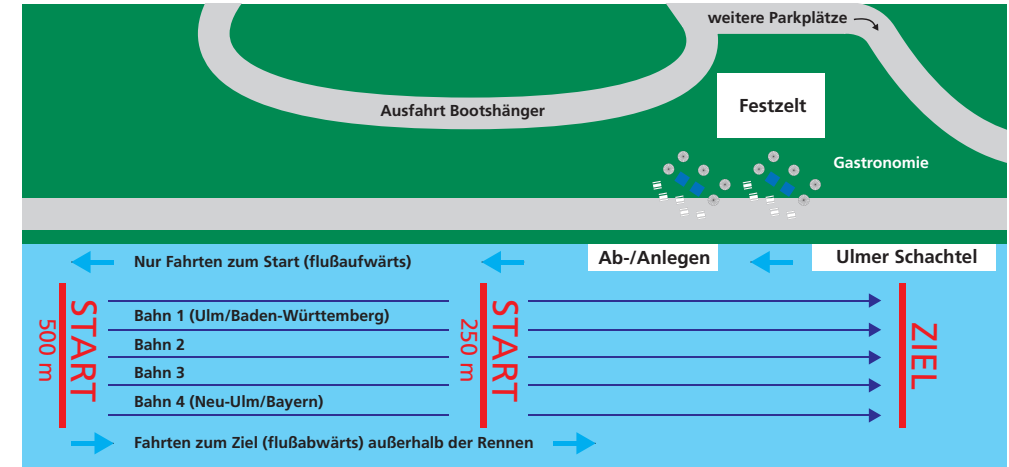 weitere Parkplätze
Ausfahrt Bootshänger
Festzelt
Gastronomie
Nur Fahrten zum Start (flußaufwärts)
Ab-/Anlegen
Ulmer Schachtel
500 m
START
Bahn 1 (Ulm/Baden-Württemberg)
Bahn 2
Bahn 3
Bahn 4 (Neu-Ulm/Bayern)
250 m
START
ZIEL
Fahrten zum Ziel (flußabwärts) außerhalb der Rennen